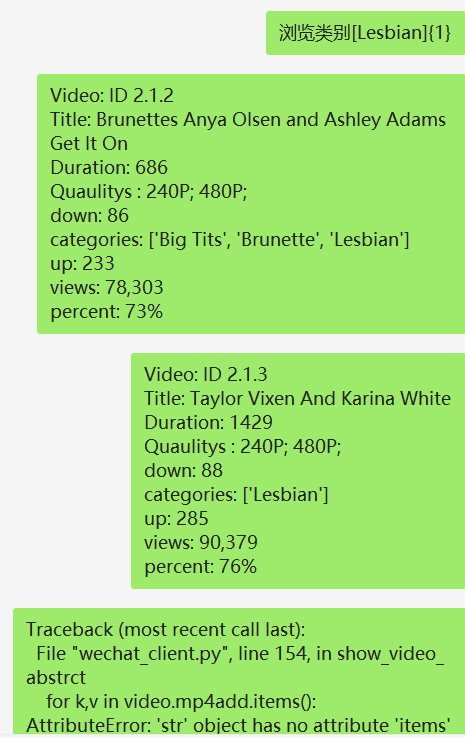 浏览类别[Lesbian]{1}
Video: ID 2.1.2
Title: Brunettes Anya Olsen and Ashley Adams
Get It On
Duration: 686
Quaulitys : 240P; 480P;
down: 86
categories: ['Big Tits', 'Brunette', 'Lesbian']
up: 233
views: 78,303
percent: 73%
Video: ID 2.1.3
Title: Taylor Vixen And Karina White
Duration: 1429
Quaulitys : 240P; 480P;
down: 88
categories: ['Lesbian']
up: 285
views: 90,379
percent: 76%
Traceback (most recent call last):
File "wechat_client.py", line 154, in show_video_
abstrct
for k,v in video.mp4add.items():
AttributeError: 'str' object has no attribute 'items'